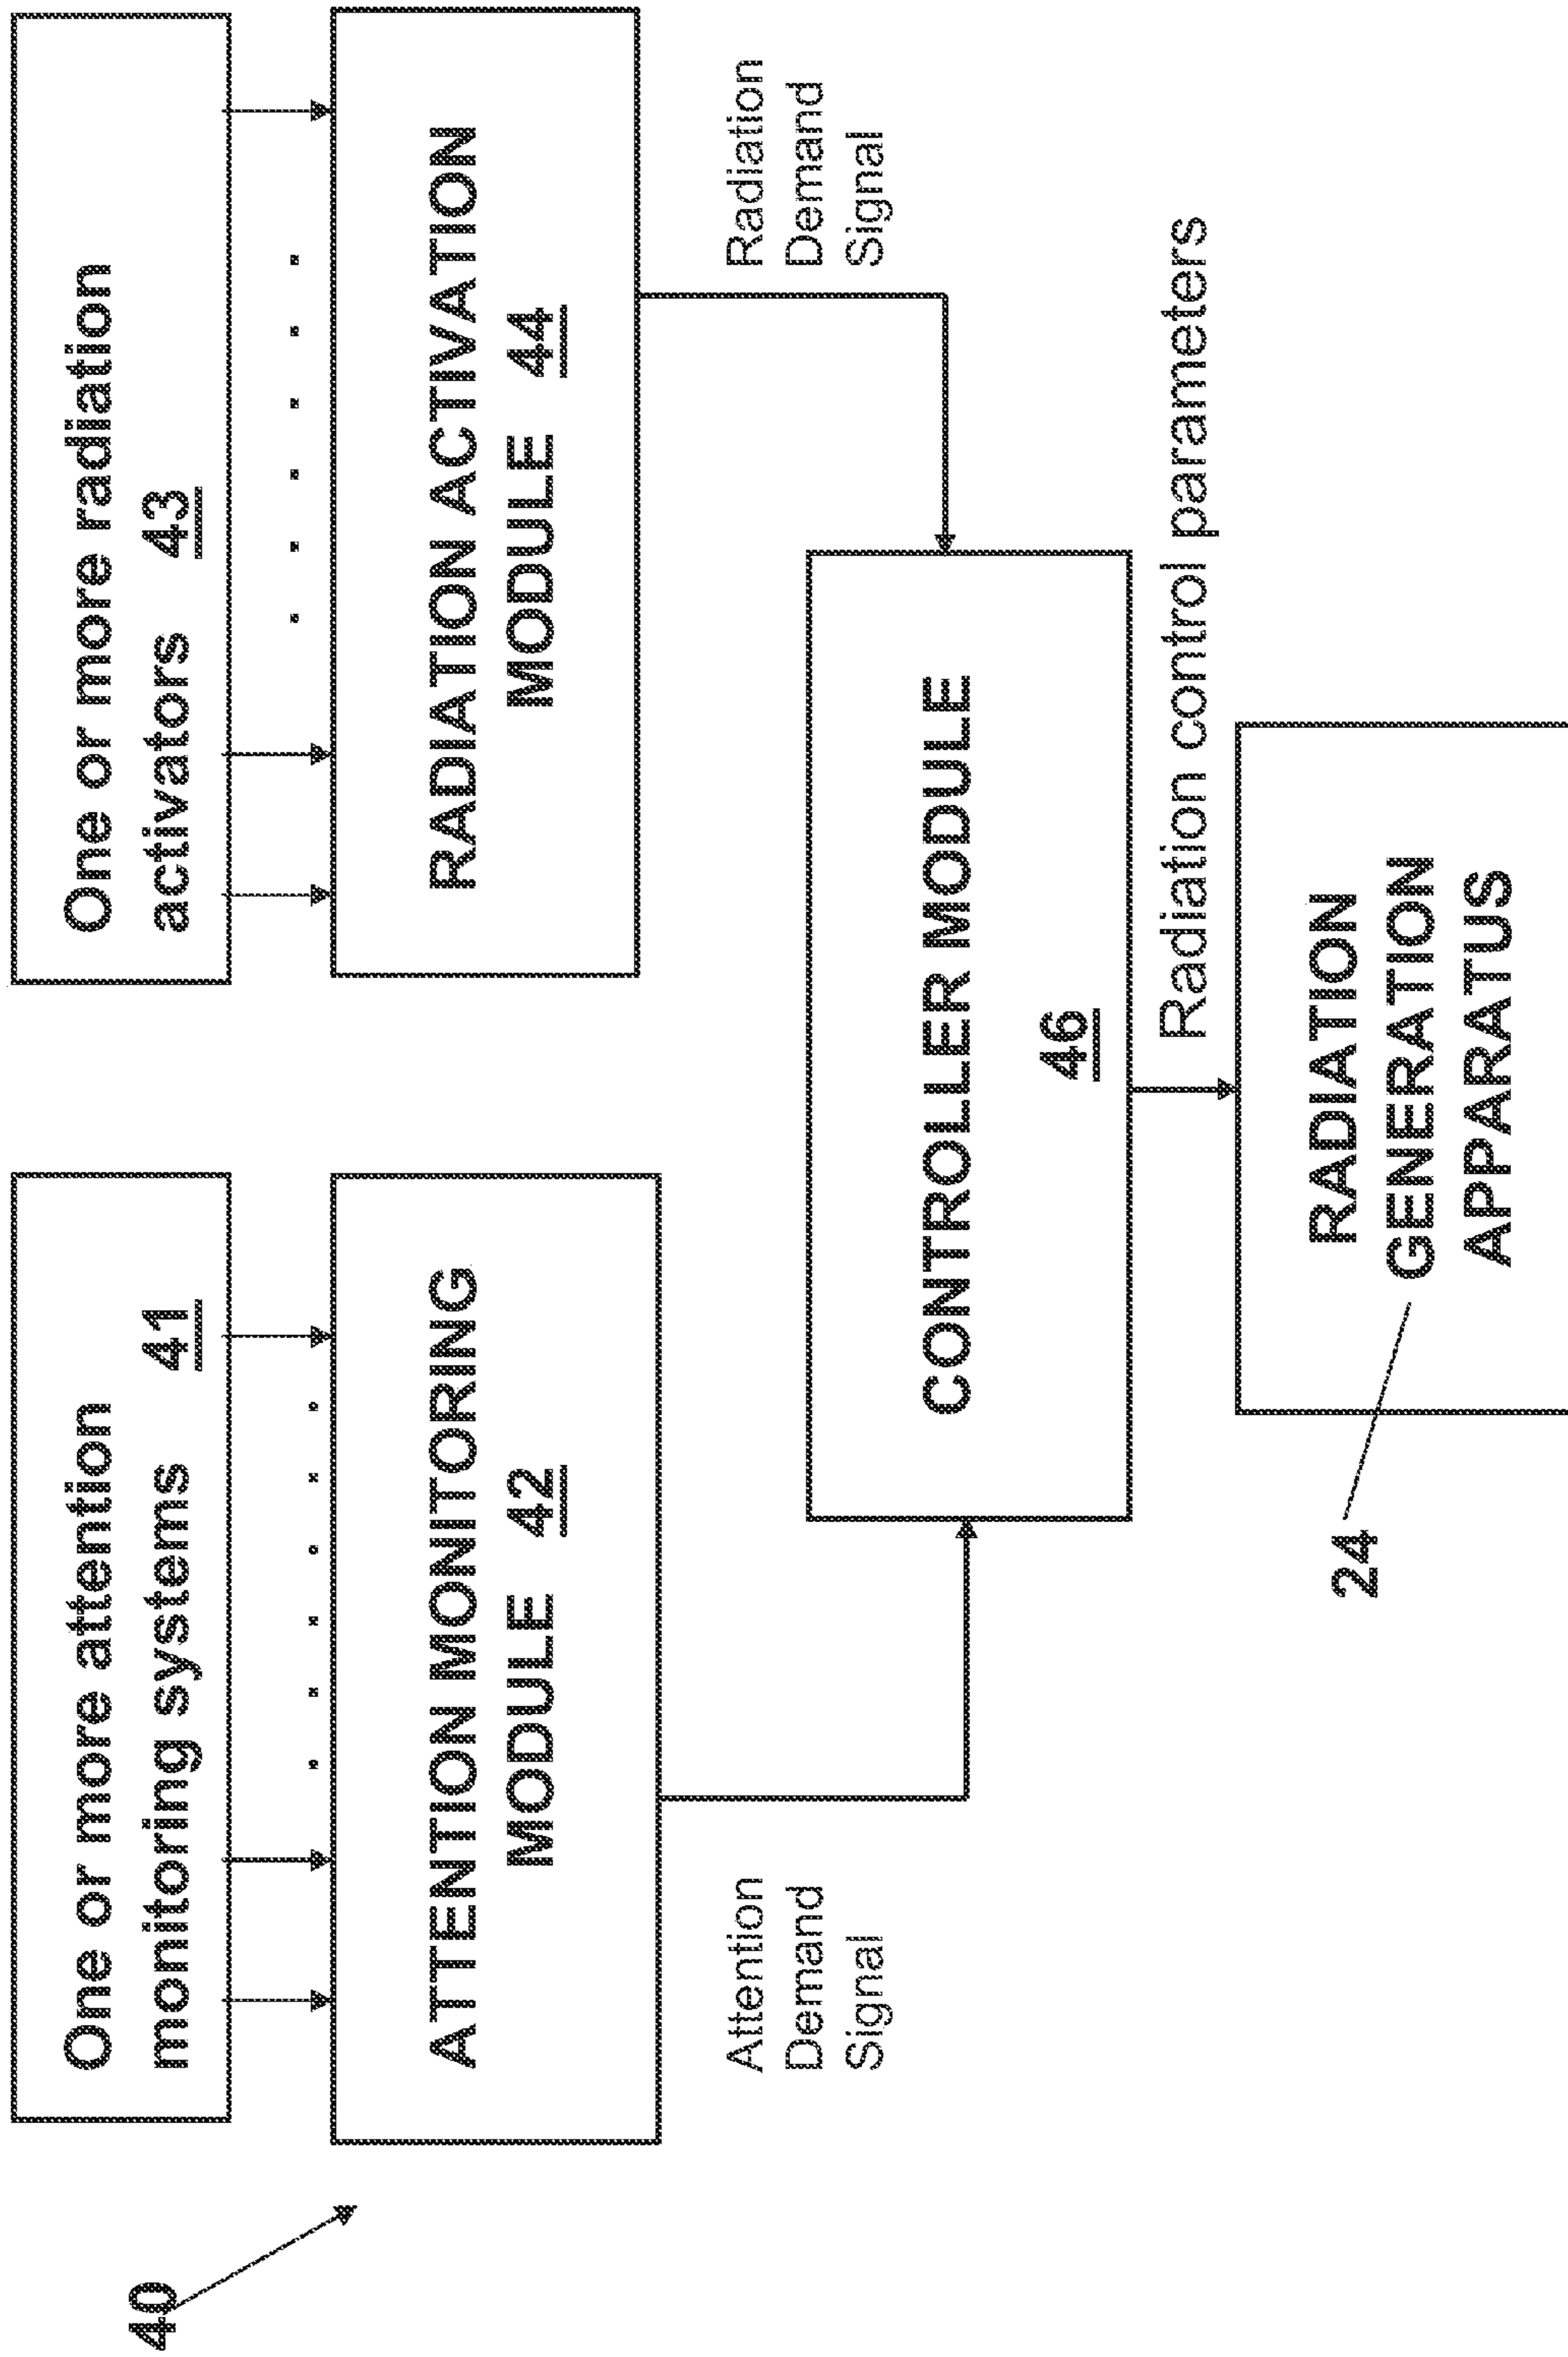 40
One or more attention
monitoring systems 41
One or more radiation
activators 43
ATTENTION MONITORING
MODULE 42
RADIATION ACTIVATION
MODULE 44
Attention
Demand
Signal
Radiation
Demand
Signal
CONTROLLER MODULE
46
Radiation control parameters
24
RADIATION
GENERATION
APPARATUS